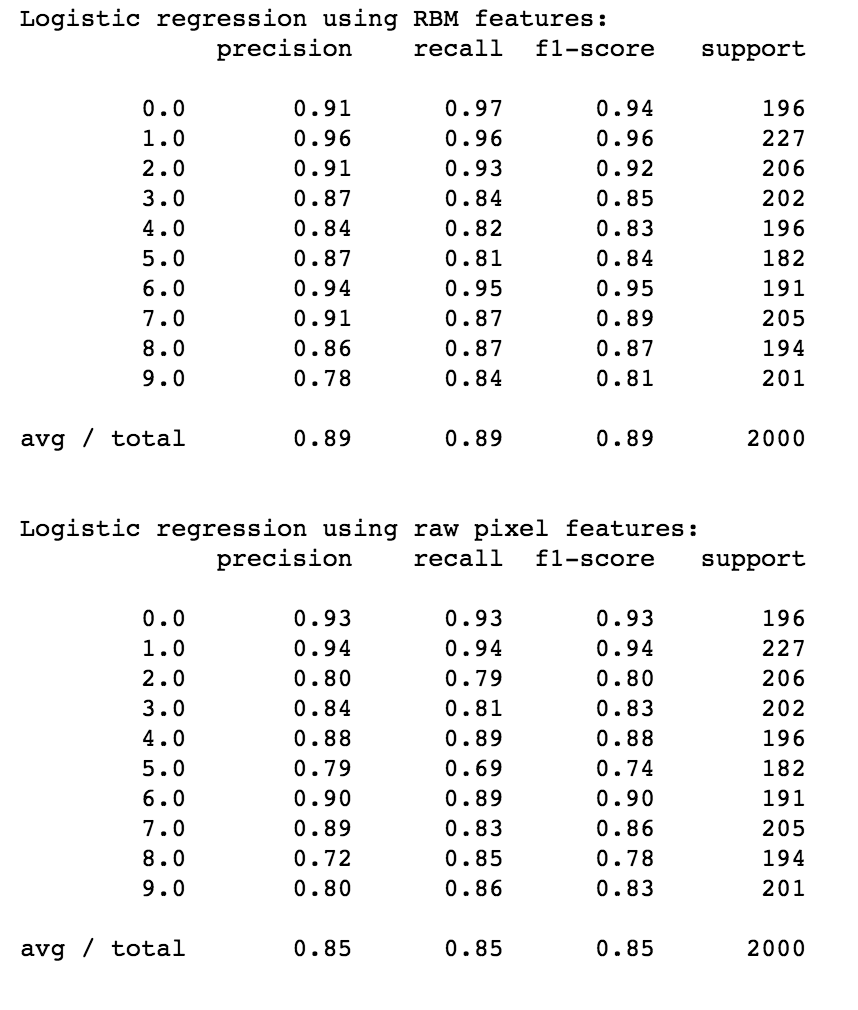 Logistic regression using RBM features:
precision recall f1-score support
0.0 0.91 0.97 0.94 196
1.0 0.96 0.96 0.96 227
2.0 0.91 0.93 0.92 206
3.0 0.87 0.84 0.85 202
4.0 0.84 0.82 0.83 196
5.0 0.87 0.81 0.84 182
6.0 0.94 0.95 0.95 191
7.0 0.91 0.87 0.89 205
8.0 0.86 0.87 0.87 194
9.0 0.78 0.84 0.81 201
avg / total 0.89 0.89 0.89 2000
Logistic regression using raw pixel features:
precision recall f1-score support
0.0 0.93 0.93 0.93 196
1.0 0.94 0.94 0.94 227
2.0 0.80 0.79 0.80 206
3.0 0.84 0.81 0.83 202
4.0 0.88 0.89 0.88 196
5.0 0.79 0.69 0.74 182
6.0 0.90 0.89 0.90 191
7.0 0.89 0.83 0.86 205
8.0 0.72 0.85 0.78 194
9.0 0.80 0.86 0.83 201
avg / total 0.85 0.85 0.85 2000